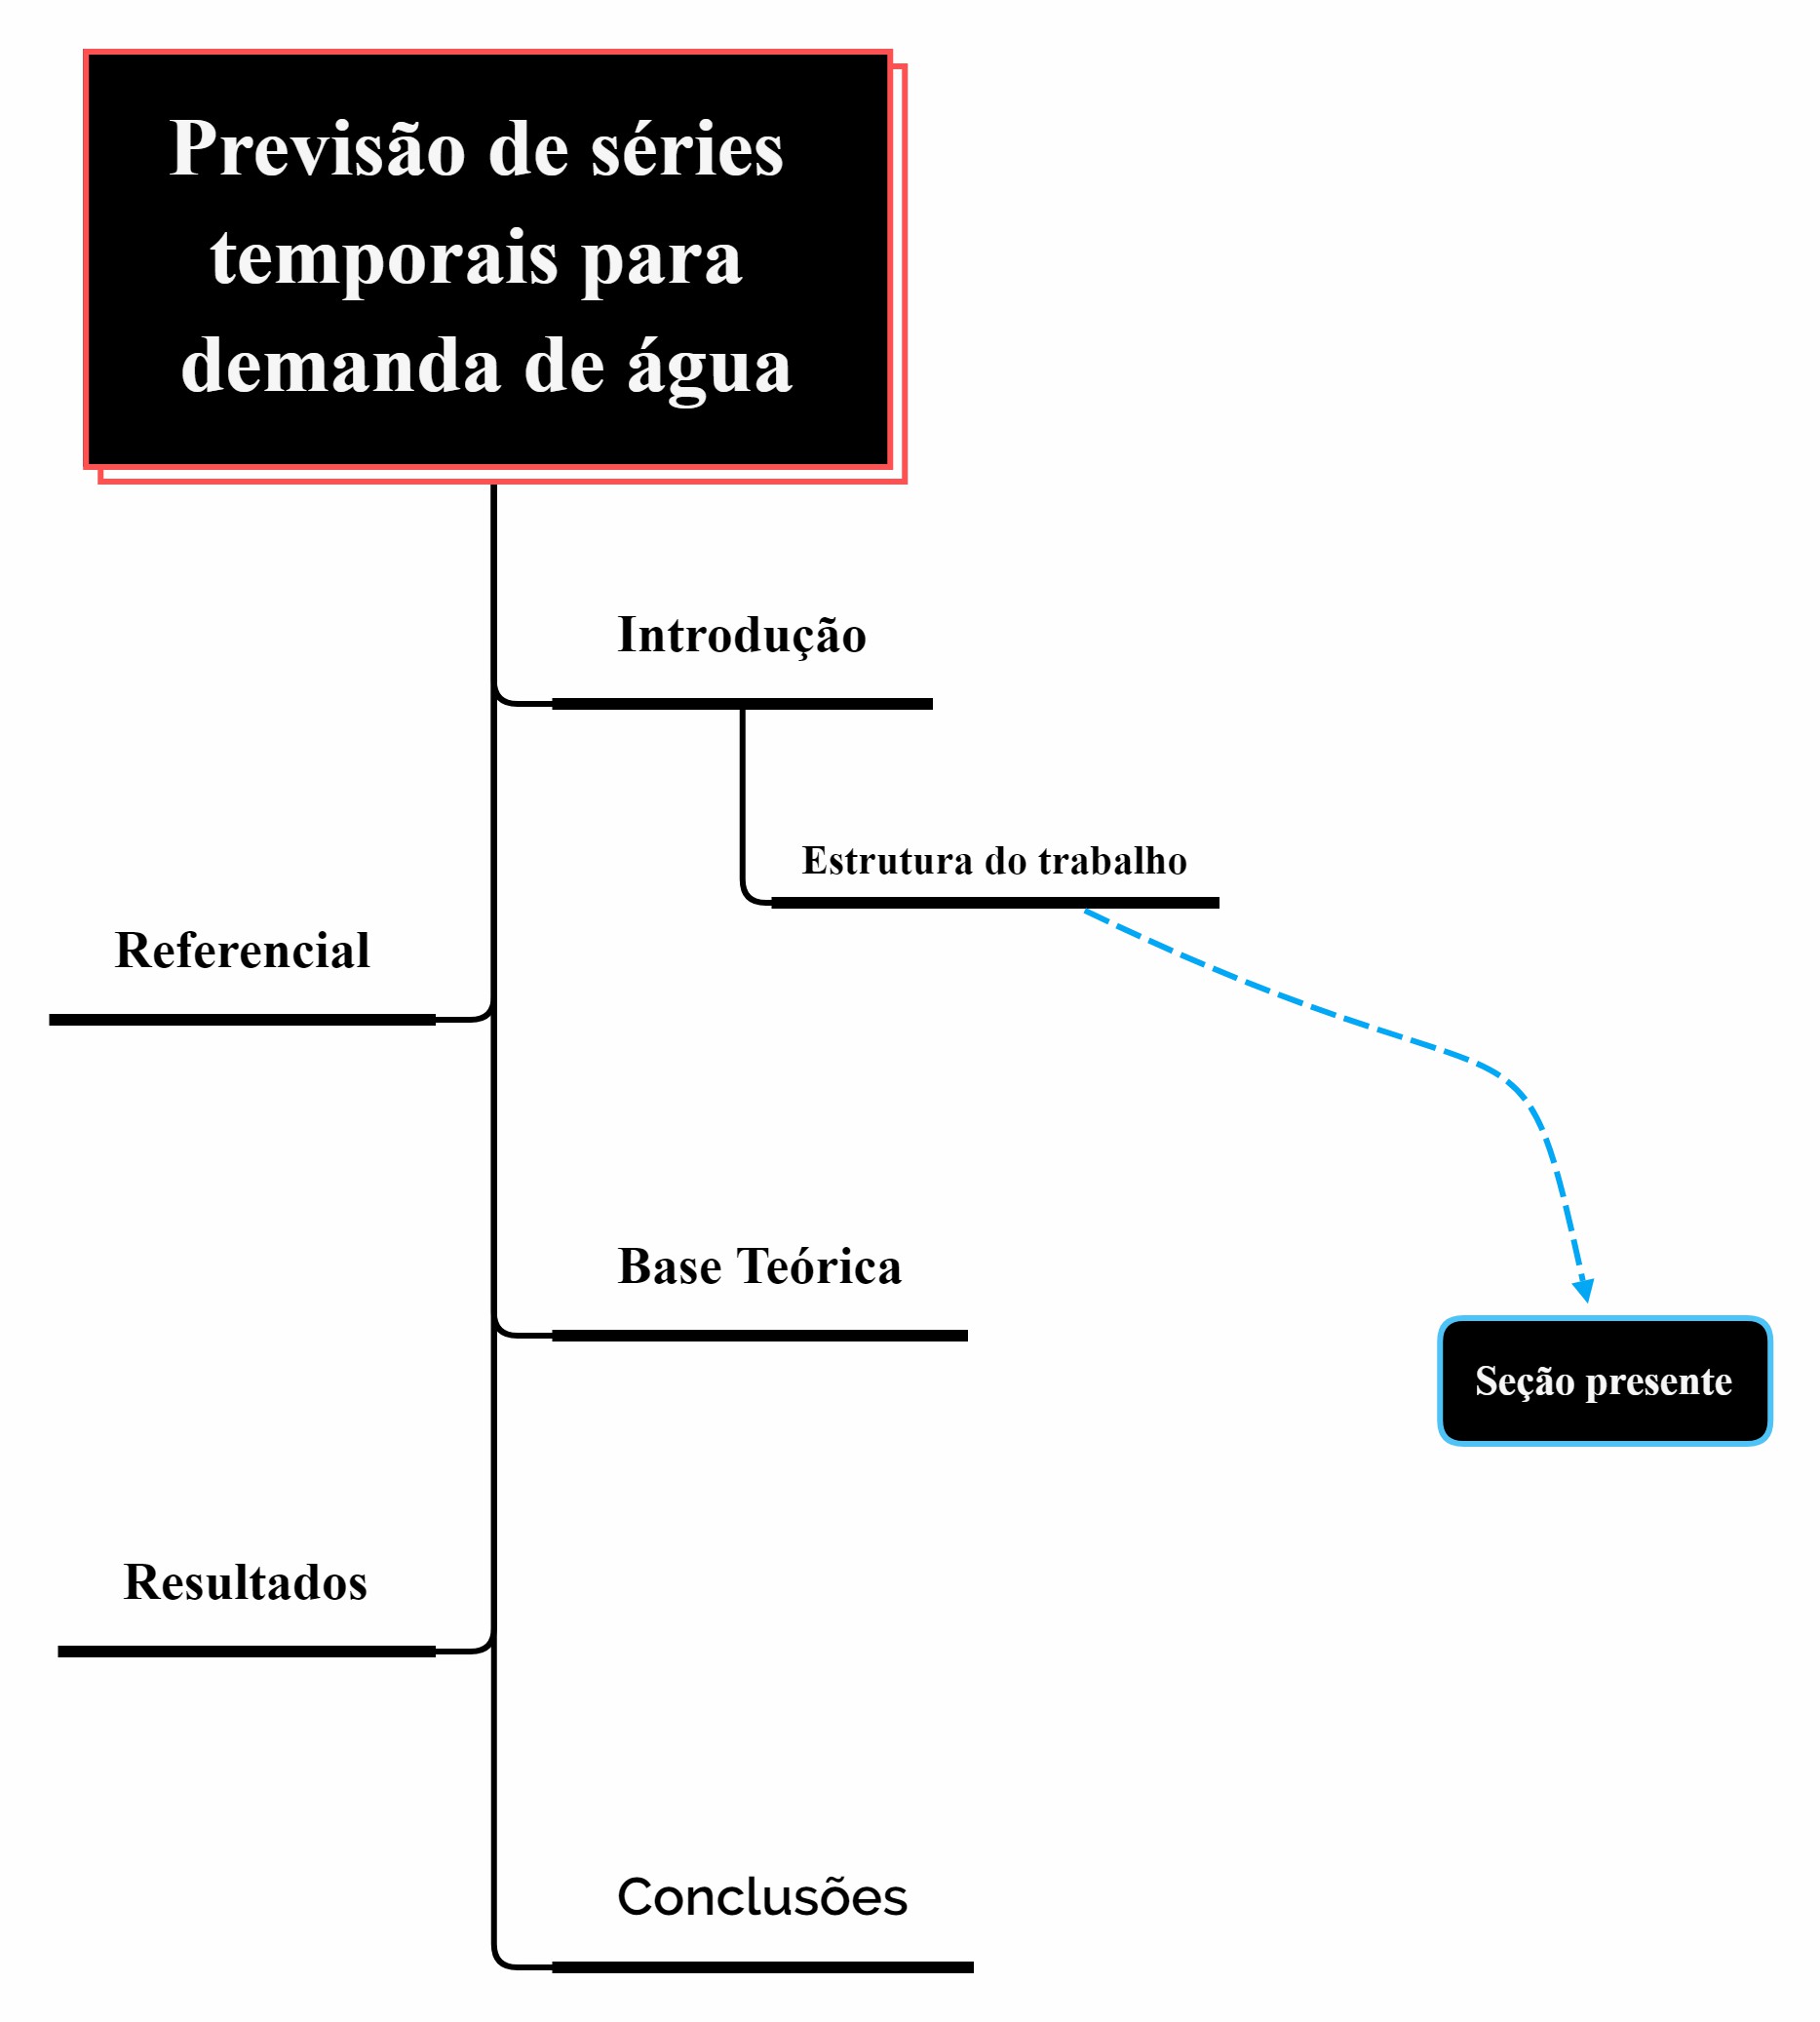 Previsão de séries
temporais para
demanda de água
Introdução
Estrutura do trabalho
Referencial
Base Teórica
Seção presente
Resultados
Conclusões